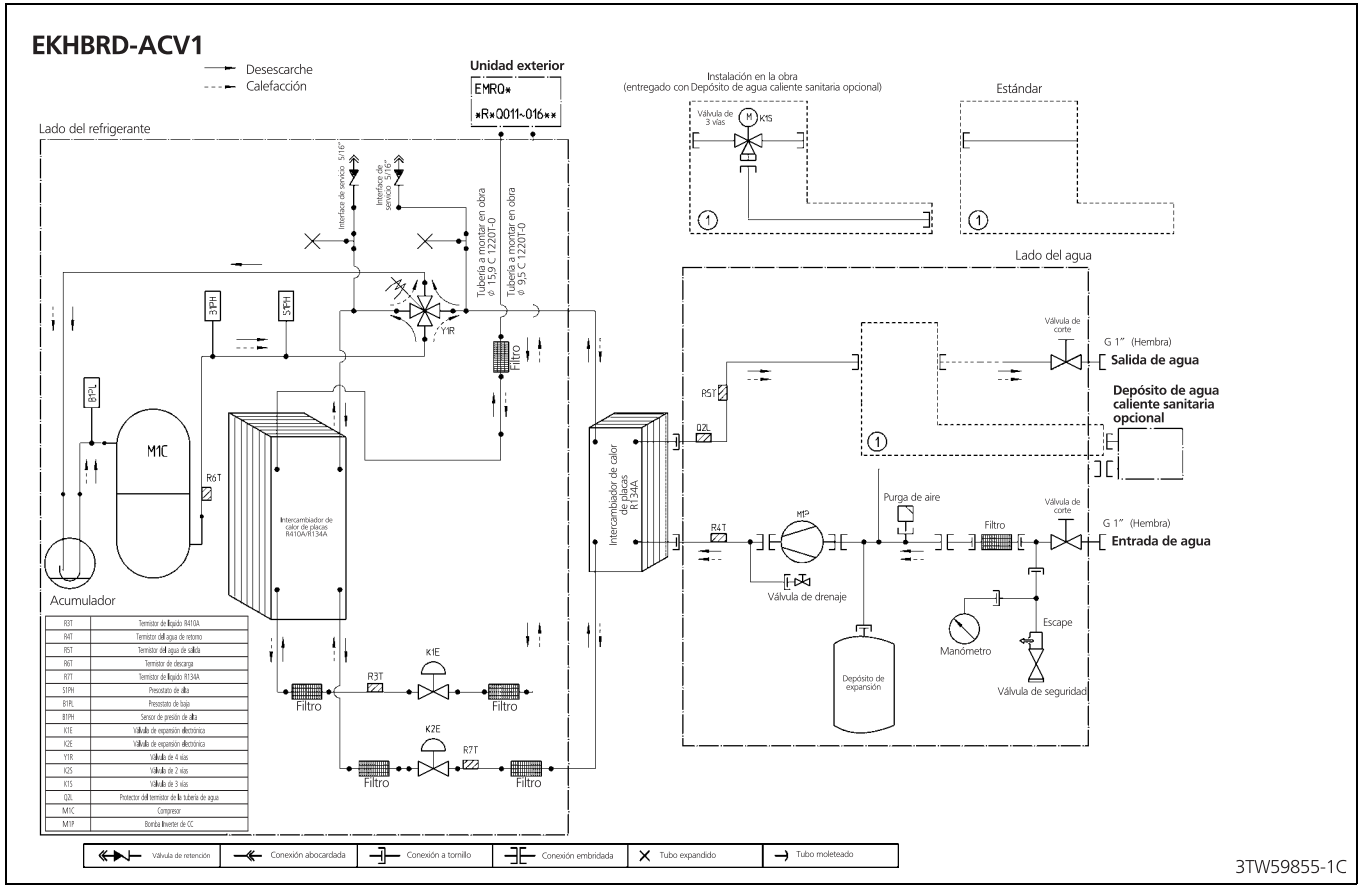 EKHBRD-ACV1
Desescarche
Calefacción
Unidad exterior
EMRQ*
*R*Q011~016**
Instalación en la obra
(entregado con Depósito de agua caliente sanitaria opcional)
Estándar
Válvula de
3 vías
M
K1S
1
1
Lado del refrigerante
Interface de servicio 5/16"
Interface de
servicio 5/16"
Tubería a montar en obra
ϕ 15,9 C 1220T-0
Tubería a montar en obra
ϕ 9,5 C 1220T-0
Lado del agua
B1PH
S1PH
Y1R
Filtro
B1PL
M1C
R6T
Acumulador
Intercambiador de
calor de placas
R410A/R134A
Intercambiador de calor
de placas
R134A
Q2L
R5T
1
Válvula de
corte
G 1" (Hembra)
Salida de agua
Depósito de agua
caliente sanitaria
opcional
R4T
M1P
Purga de aire
Filtro
Válvula de
corte
G 1" (Hembra)
Entrada de agua
Válvula de drenaje
Depósito de
expansión
Manómetro
Escape
Válvula de seguridad
K1E
R3T
Filtro
Filtro
K2E
R7T
Filtro
Filtro
R3T Termistor de líquido R410A
R4T Termistor del agua de retorno
R5T Termistor del agua de salida
R6T Termistor de descarga
R7T Termistor de líquido R134A
S1PH Presostato de alta
B1PL Presostato de baja
B1PH Sensor de presión de alta
K1E Válvula de expansión electrónica
K2E Válvula de expansión electrónica
Y1R Válvula de 4 vías
K2S Válvula de 2 vías
K1S Válvula de 3 vías
Q2L Protector del termistor de la tubería de agua
M1C Compresor
M1P Bomba Inverter de CC
Válvula de retención
Conexión abocardada
Conexión a tornillo
Conexión embridada
Tubo expandido
Tubo moleteado
3TW59855-1C